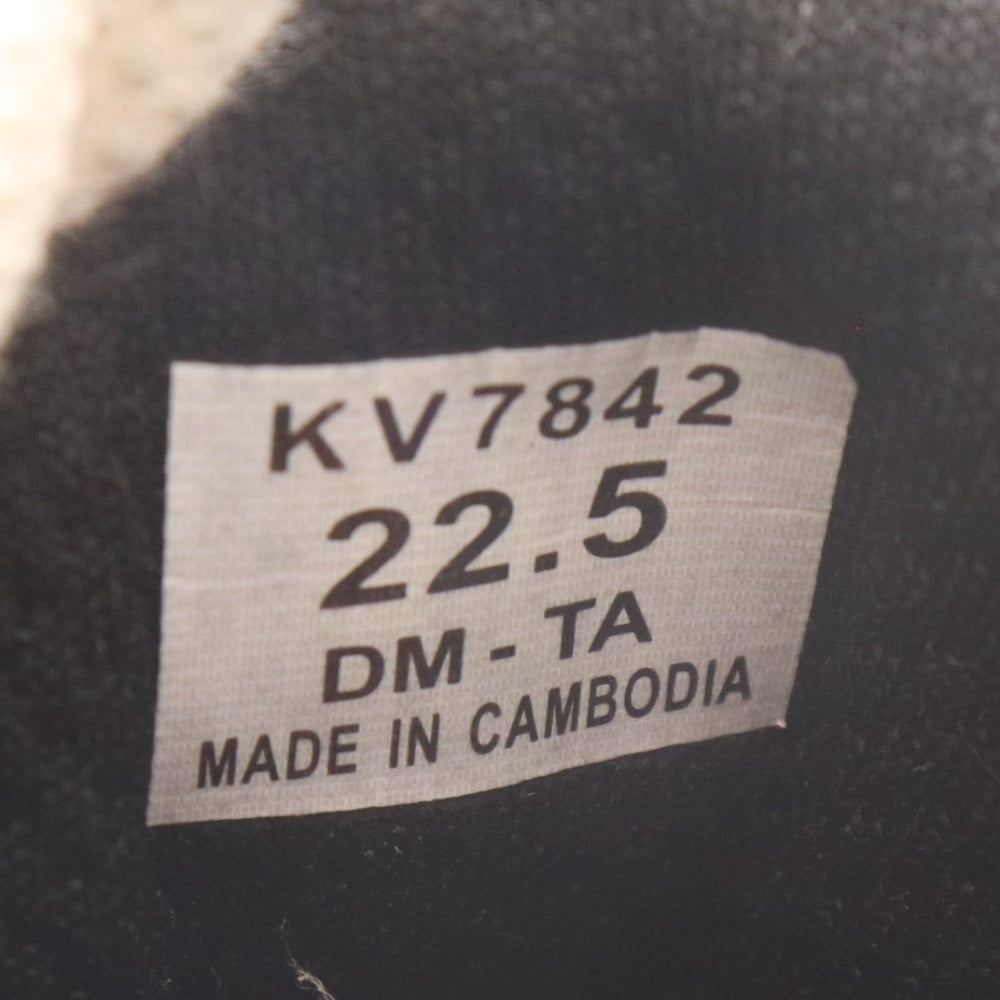 KV7842
22.5
DM - TA
MADE IN CAMBODIA